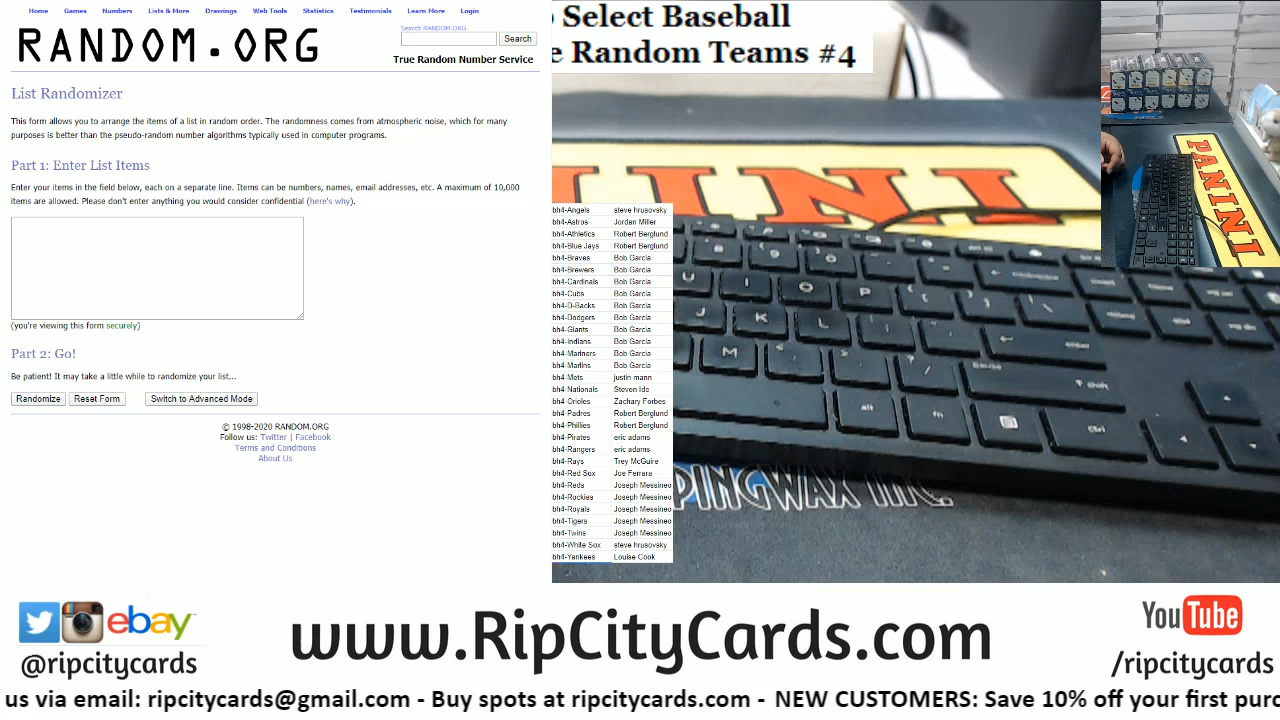 Home Games Numbers Lists & More Drawings Web Tools Statistics Testimonials Learn More Login
RANDOM.ORG
Search RANDOM.ORG
Search
True Random Number Service
List Randomizer
This form allows you to arrange the items of a list in random order. The randomness comes from atmospheric noise, which for many
purposes is better than the pseudo-random number algorithms typically used in computer programs.
Part 1: Enter List Items
Enter your items in the field below, each on a separate line. Items can be numbers, names, email addresses, etc. A maximum of 10,000
items are allowed. Please don't enter anything you would consider confidential (here's why).
(you're viewing this form securely)
Part 2: Go!
Be patient! It may take a little while to randomize your list...
Randomize Reset Form Switch to Advanced Mode
© 1998-2020 RANDOM.ORG
Follow us: Twitter | Facebook
Terms and Conditions
About Us
Select Baseball
Random Teams #4
bh4-Angels steve hrusovsky
bh4-Astros Jordan Miller
bh4-Athletics Robert Berglund
bh4-Blue Jays Robert Berglund
bh4-Braves Bob Garcia
bh4-Brewers Bob Garcia
bh4-Cardinals Bob Garcia
bh4-Cubs Bob Garcia
bh4-D-Backs Bob Garcia
bh4-Dodgers Bob Garcia
bh4-Giants Bob Garcia
bh4-Indians Bob Garcia
bh4-Mariners Bob Garcia
bh4-Marlins Bob Garcia
bh4-Mets justin mann
bh4-Nationals Steven Ide
bh4-Orioles Zachary Forbes
bh4-Padres Robert Berglund
bh4-Phillies Robert Berglund
bh4-Pirates eric adams
bh4-Rangers eric adams
bh4-Rays Trey McGuire
bh4-Red Sox Joe Ferrara
bh4-Reds Joseph Messineo
bh4-Rockies Joseph Messineo
bh4-Royals Joseph Messineo
bh4-Tigers Joseph Messineo
bh4-Twins Joseph Messineo
bh4-White Sox steve hrusovsky
bh4-Yankees Louise Cook
INI
U I O P
J K L
M
alt fn Ctrl
PINGWAX INC.
PANINI
ebay
@ripcitycards
www.RipCityCards.com
YouTube
/ripcitycards
us via email: ripcitycards@gmail.com - Buy spots at ripcitycards.com - NEW CUSTOMERS: Save 10% off your first purc